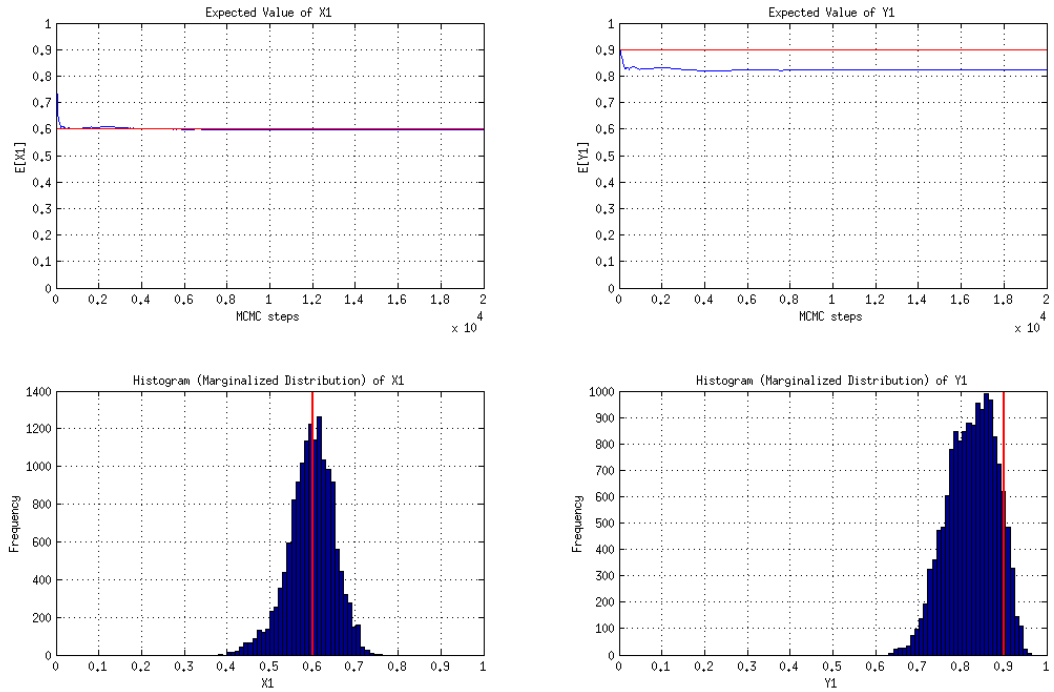 Expected Value of X1
1
0.9
0.8
0.7
0.6
0.5
0.4
0.3
0.2
0.1
0
E[X1]
0 0.2 0.4 0.6 0.8 1 1.2 1.4 1.6 1.8 2
MCMC steps
x 10
4
Expected Value of Y1
1
0.9
0.8
0.7
0.6
0.5
0.4
0.3
0.2
0.1
0
E[Y1]
0 0.2 0.4 0.6 0.8 1 1.2 1.4 1.6 1.8 2
MCMC steps
x 10
4
Histogram (Marginalized Distribution) of X1
1400
1200
1000
800
600
400
200
0
Frequency
0 0.1 0.2 0.3 0.4 0.5 0.6 0.7 0.8 0.9 1
X1
Histogram (Marginalized Distribution) of Y1
1000
900
800
700
600
500
400
300
200
100
0
Frequency
0 0.1 0.2 0.3 0.4 0.5 0.6 0.7 0.8 0.9 1
Y1